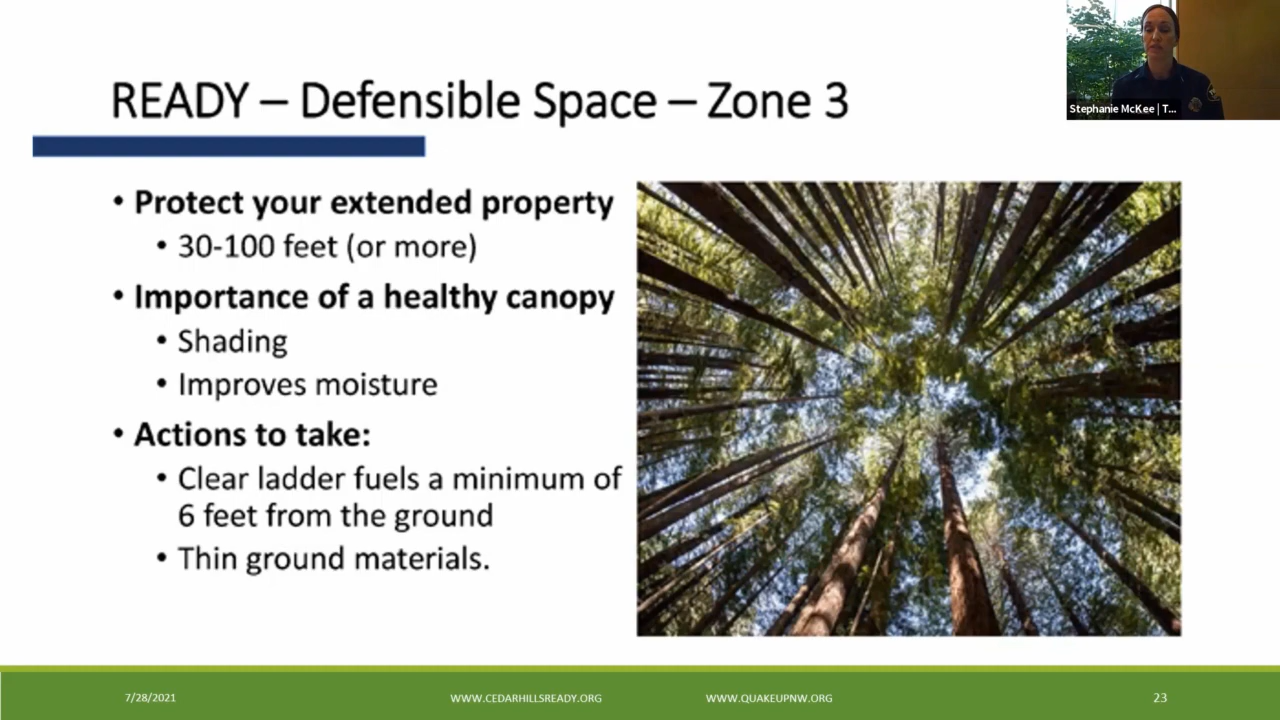 Stephanie McKee | T...
READY – Defensible Space – Zone 3
• Protect your extended property
• 30-100 feet (or more)
• Importance of a healthy canopy
• Shading
• Improves moisture
• Actions to take:
• Clear ladder fuels a minimum of
6 feet from the ground
• Thin ground materials.
7/28/2021
WWW.CEDARHILLSREADY.ORG
WWW.QUAKEUPNW.ORG
23